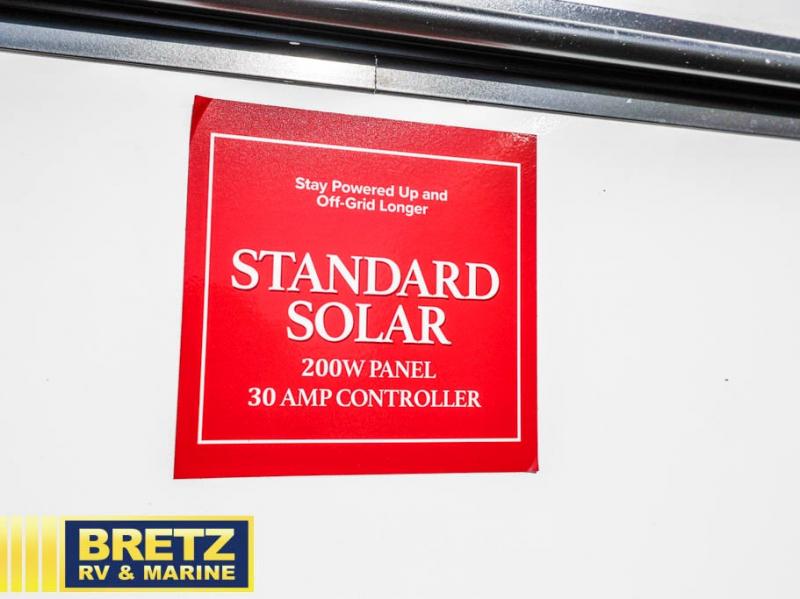 Stay Powered Up and
Off-Grid Longer
STANDARD
SOLAR
200W PANEL
30 AMP CONTROLLER
BRETZ
RV & MARINE